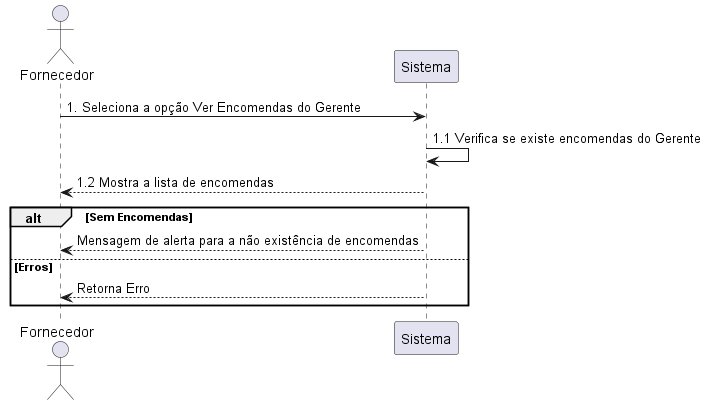 Fornecedor
Sistema
1. Seleciona a opção Ver Encomendas do Gerente
1.1 Verifica se existe encomendas do Gerente
1.2 Mostra a lista de encomendas
alt [Sem Encomendas]
Mensagem de alerta para a não existência de encomendas
[Erros]
Retorna Erro
Fornecedor
Sistema